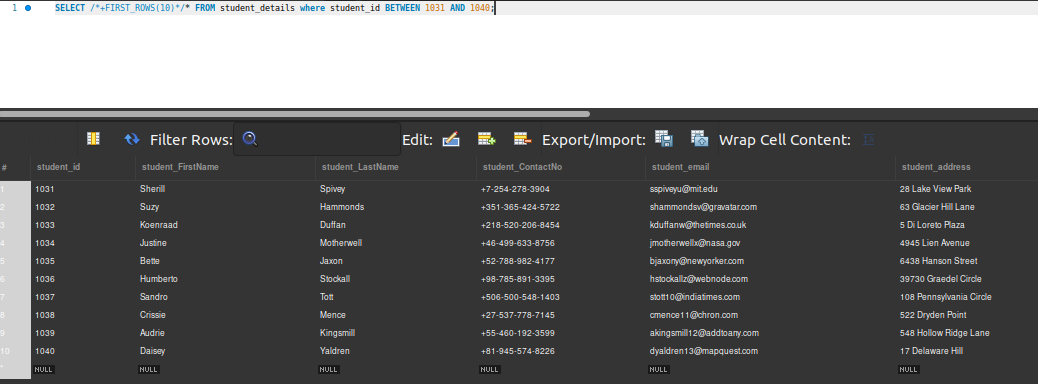 1 SELECT /*+FIRST_ROWS(10)*/* FROM student_details where student_id BETWEEN 1031 AND 1040;
Filter Rows: Edit: Export/Import: Wrap Cell Content:
# student_id student_FirstName student_LastName student_ContactNo student_email student_address
1 1031 Sherill Spivey +7-254-278-3904 sspiveyu@mit.edu 28 Lake View Park
2 1032 Suzy Hammonds +351-365-424-5722 shammondsv@gravatar.com 63 Glacier Hill Lane
3 1033 Koenraad Duffan +218-520-206-8454 kduffanw@thetimes.co.uk 5 Di Loreto Plaza
4 1034 Justine Motherwell +46-499-633-8756 jmotherwellx@nasa.gov 4945 Lien Avenue
5 1035 Bette Jaxon +52-788-982-4177 bjaxony@newyorker.com 6438 Hanson Street
6 1036 Humberto Stockall +98-785-891-3395 hstockallz@webnode.com 39730 Graedel Circle
7 1037 Sandro Tott +506-500-548-1403 stott10@indiatimes.com 108 Pennsylvania Circle
8 1038 Crissie Mence +27-537-778-7145 cmence11@chron.com 522 Dryden Point
9 1039 Audrie Kingsmill +55-460-192-3599 akingsmill12@addtoany.com 548 Hollow Ridge Lane
10 1040 Daisey Yaldren +81-945-574-8226 dyaldren13@mapquest.com 17 Delaware Hill
* NULL NULL NULL NULL NULL NULL